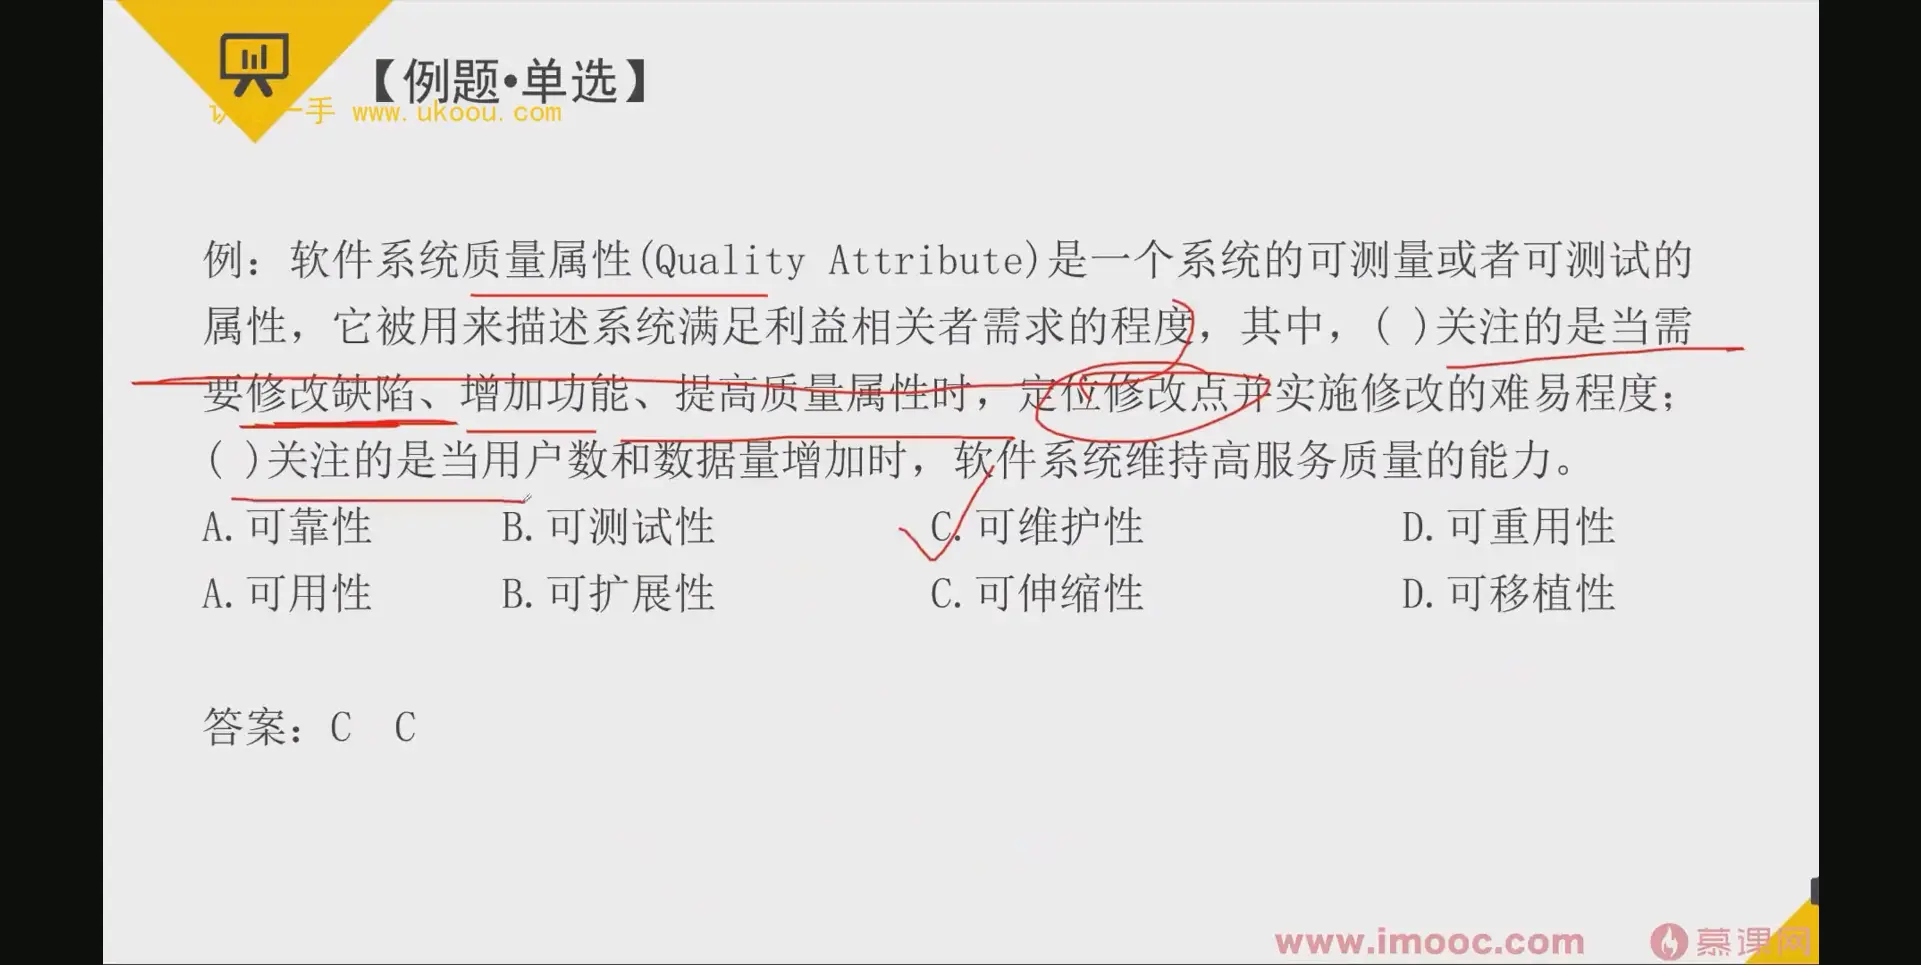 【例题•单选】
一手 www.ukoou.com
例：软件系统质量属性(Quality Attribute)是一个系统的可测量或者可测试的
属性，它被用来描述系统满足利益相关者需求的程度，其中，( )关注的是当需
要修改缺陷、增加功能、提高质量属性时，定位修改点并实施修改的难易程度；
( )关注的是当用户数和数据量增加时，软件系统维持高服务质量的能力。
A.可靠性 B.可测试性 C.可维护性 D.可重用性
A.可用性 B.可扩展性 C.可伸缩性 D.可移植性
答案：C C
www.imooc.com 慕课网